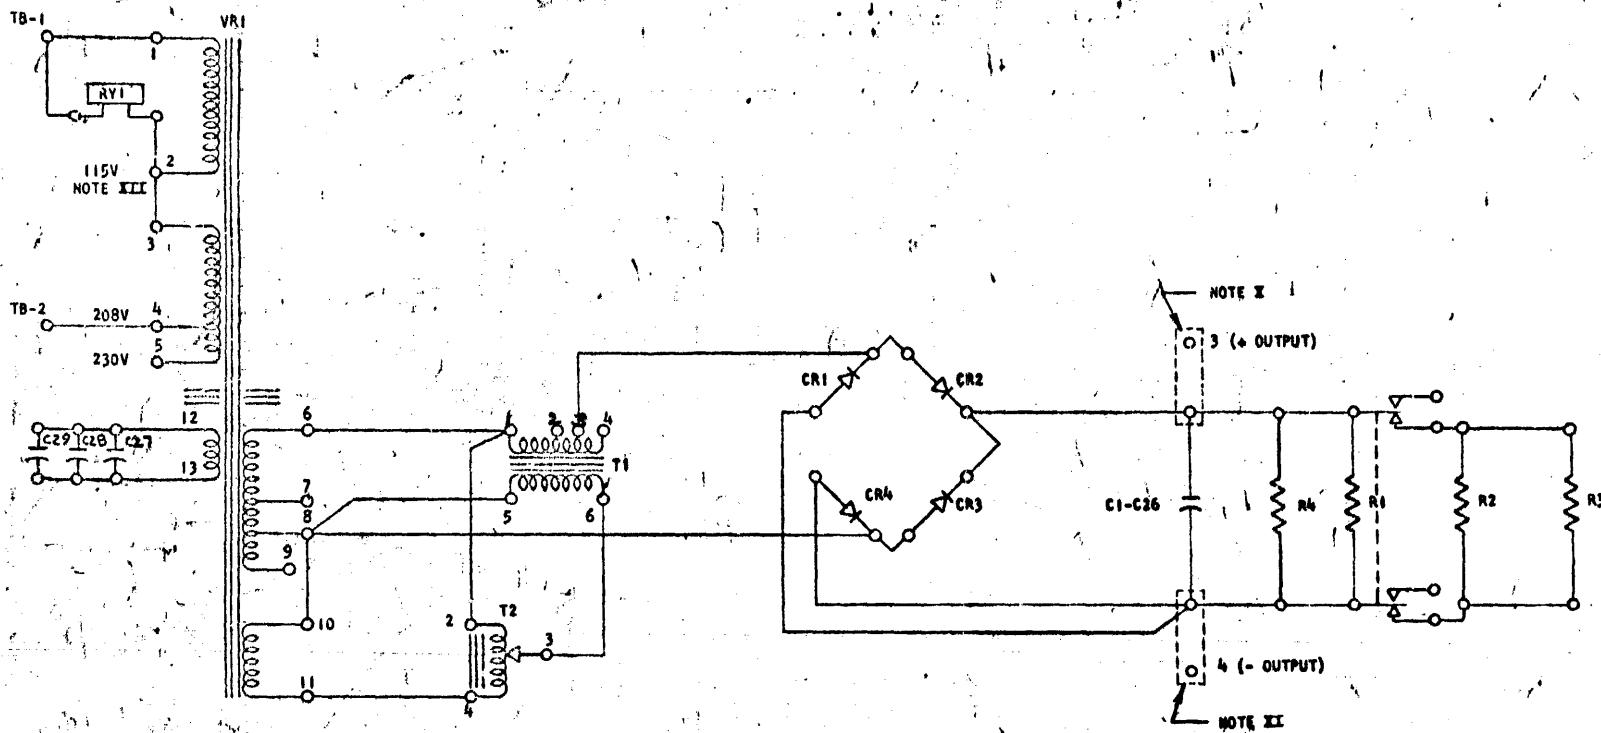 TB-1
VR1
1
RY1
2
115V
NOTE XII
3
TB-2
208V
4
5
230V
12
C29
C28
C27
13
6
7
8
9
10
11
1
2
3
4
T1
5
6
T2
2
3
4
CR1
CR2
CR4
CR3
NOTE X
3 (+ OUTPUT)
C1-C26
R4
R1
R2
R3
4 (- OUTPUT)
NOTE XI